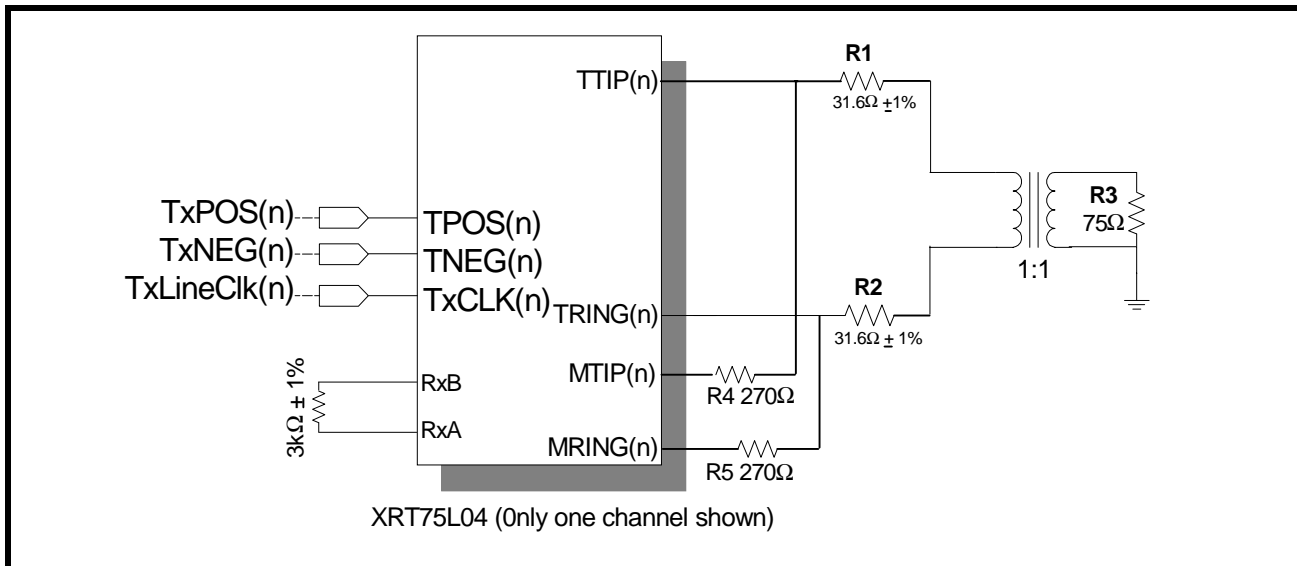 R1
TTIP(n)
31.6Ω ±1%
TxPOS(n)
TPOS(n)
R3
75Ω
TxNEG(n)
TNEG(n)
1:1
TxLineClk(n)
TxCLK(n)
R2
TRING(n)
31.6Ω ± 1%
MTIP(n)
RxB
R4 270Ω
3kΩ ± 1%
RxA
MRING(n)
R5 270Ω
XRT75L04 (0nly one channel shown)